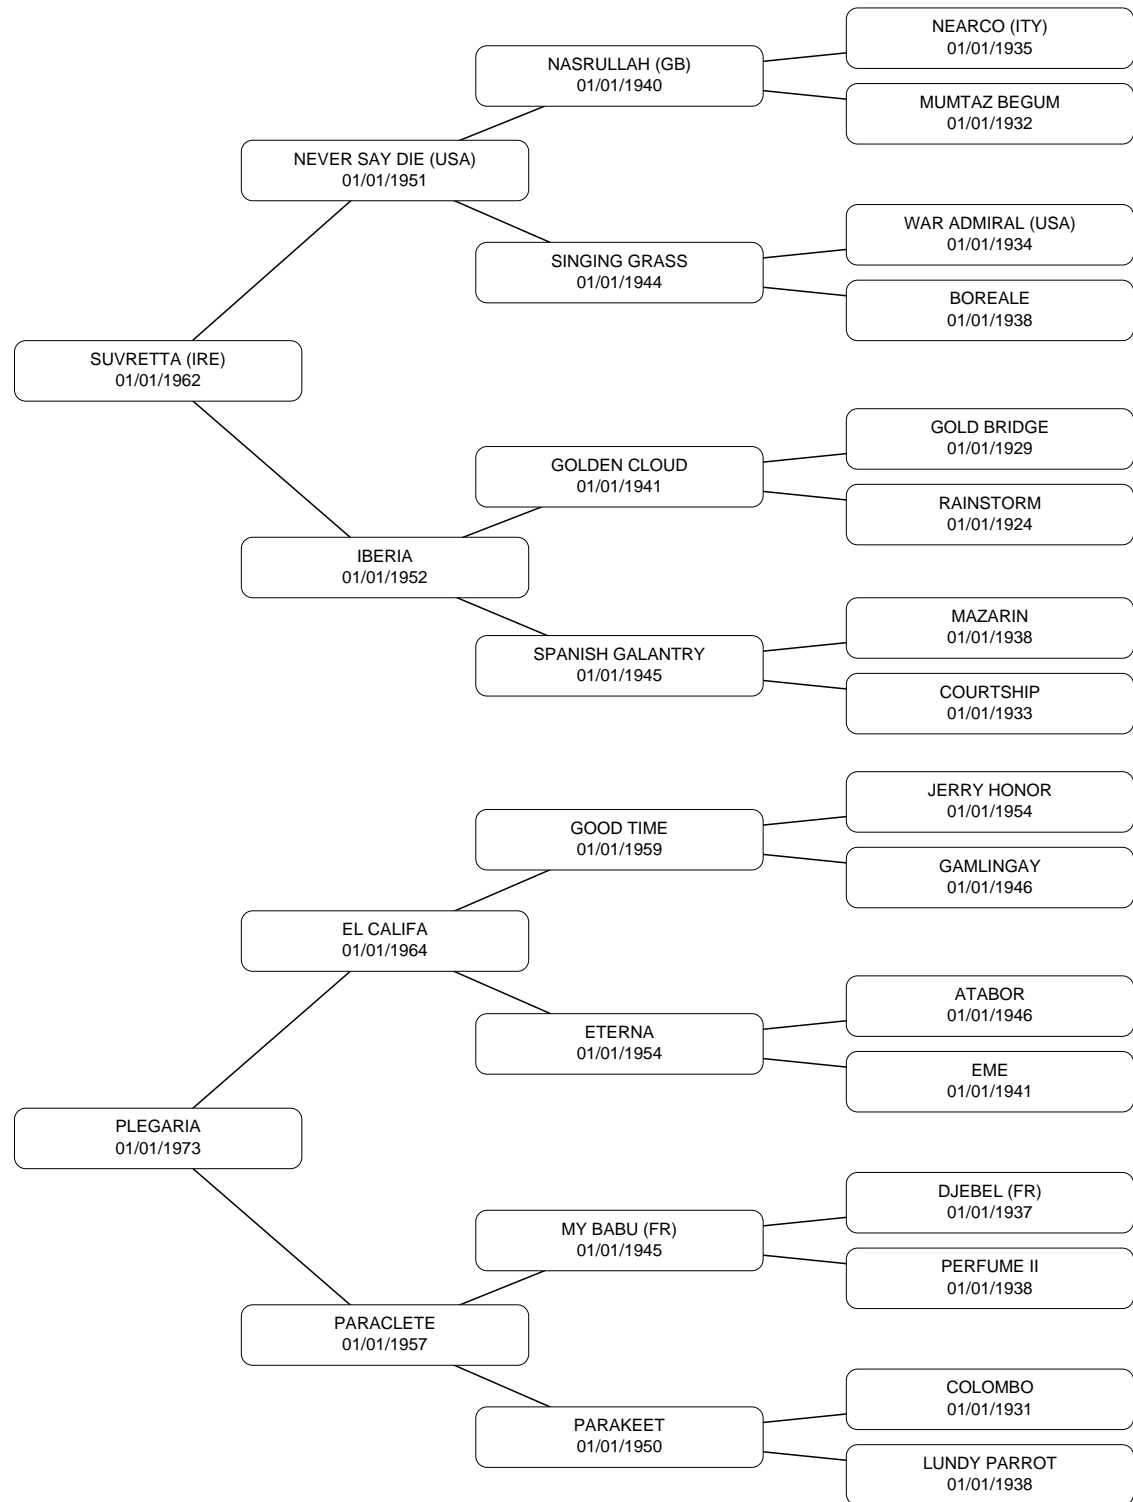 NEARCO (ITY)
01/01/1935
NASRULLAH (GB)
01/01/1940
MUMTAZ BEGUM
01/01/1932
NEVER SAY DIE (USA)
01/01/1951
WAR ADMIRAL (USA)
01/01/1934
SINGING GRASS
01/01/1944
BOREALE
01/01/1938
SUVRETTA (IRE)
01/01/1962
GOLD BRIDGE
01/01/1929
GOLDEN CLOUD
01/01/1941
RAINSTORM
01/01/1924
IBERIA
01/01/1952
MAZARIN
01/01/1938
SPANISH GALANTRY
01/01/1945
COURTSHIP
01/01/1933
JERRY HONOR
01/01/1954
GOOD TIME
01/01/1959
GAMLINGAY
01/01/1946
EL CALIFA
01/01/1964
ATABOR
01/01/1946
ETERNA
01/01/1954
EME
01/01/1941
PLEGARIA
01/01/1973
DJEBEL (FR)
01/01/1937
MY BABU (FR)
01/01/1945
PERFUME II
01/01/1938
PARACLETE
01/01/1957
COLOMBO
01/01/1931
PARAKEET
01/01/1950
LUNDY PARROT
01/01/1938